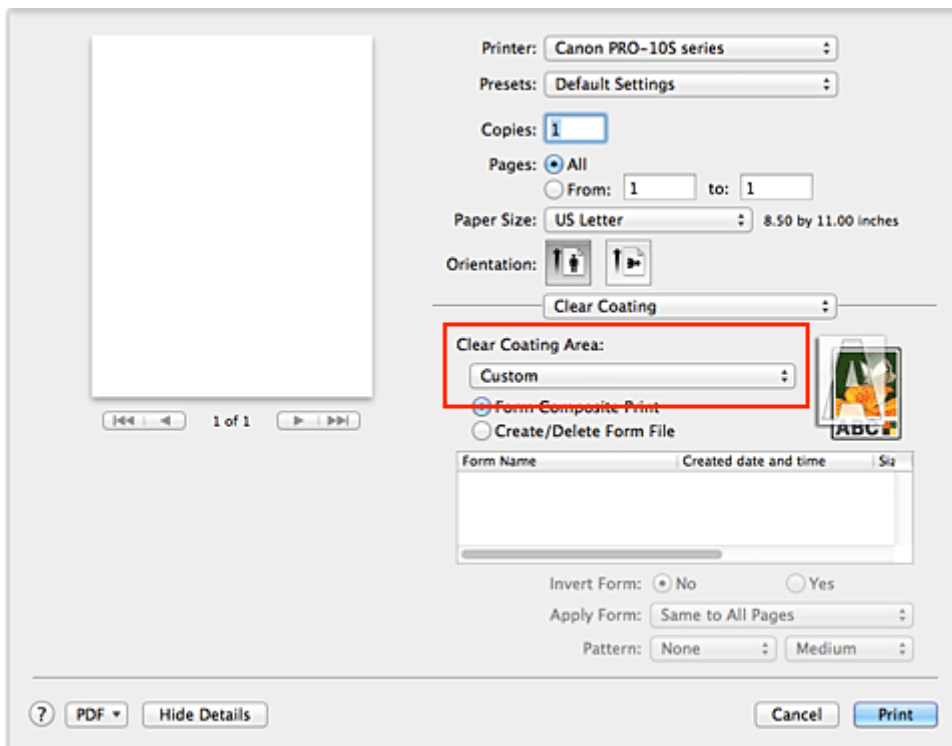 Printer: Canon PRO-10S series
Presets: Default Settings
Copies: 1
Pages: All
From: 1 to: 1
Paper Size: US Letter 8.50 by 11.00 inches
Orientation:
Clear Coating
Clear Coating Area:
Custom
Form Composite Print
1 of 1
Create/Delete Form File
ABC
Form Name Created date and time
Invert Form: No Yes
Apply Form: Same to All Pages
Pattern: None Medium
? PDF Hide Details Cancel Print